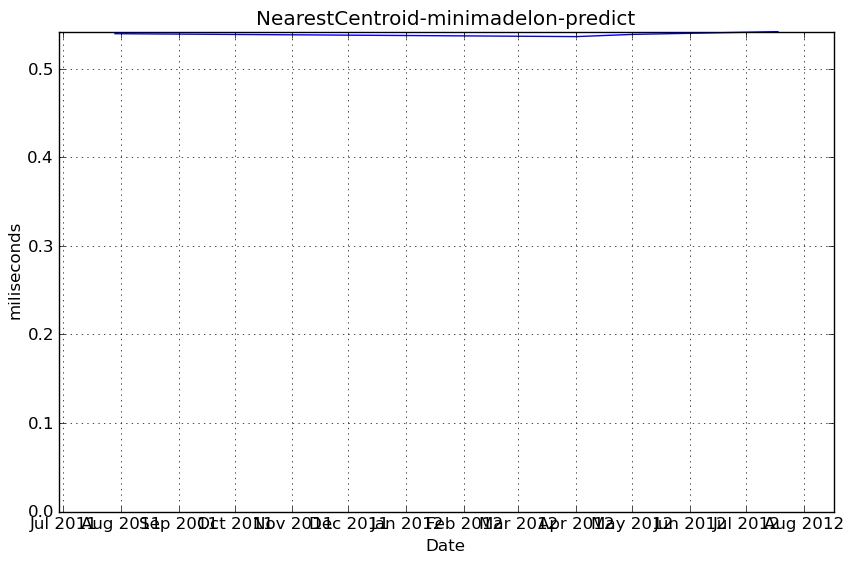 NearestCentroid-minimadelon-predict
0.5
0.4
0.3
0.2
0.1
0.0
miliseconds
Jul 2011 Aug 2011 Sep 2011 Oct 2011 Nov 2011 Dec 2011 Jan 2012 Feb 2012 Mar 2012 Apr 2012 May 2012 Jun 2012 Jul 2012 Aug 2012
Date